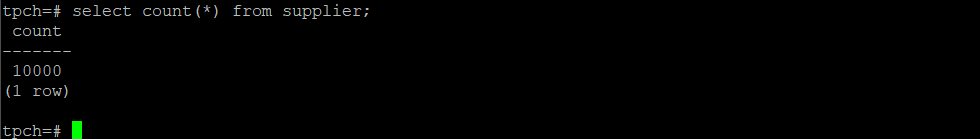 tpch=# select count(*) from supplier;
count
-------
10000
(1 row)
tpch=#